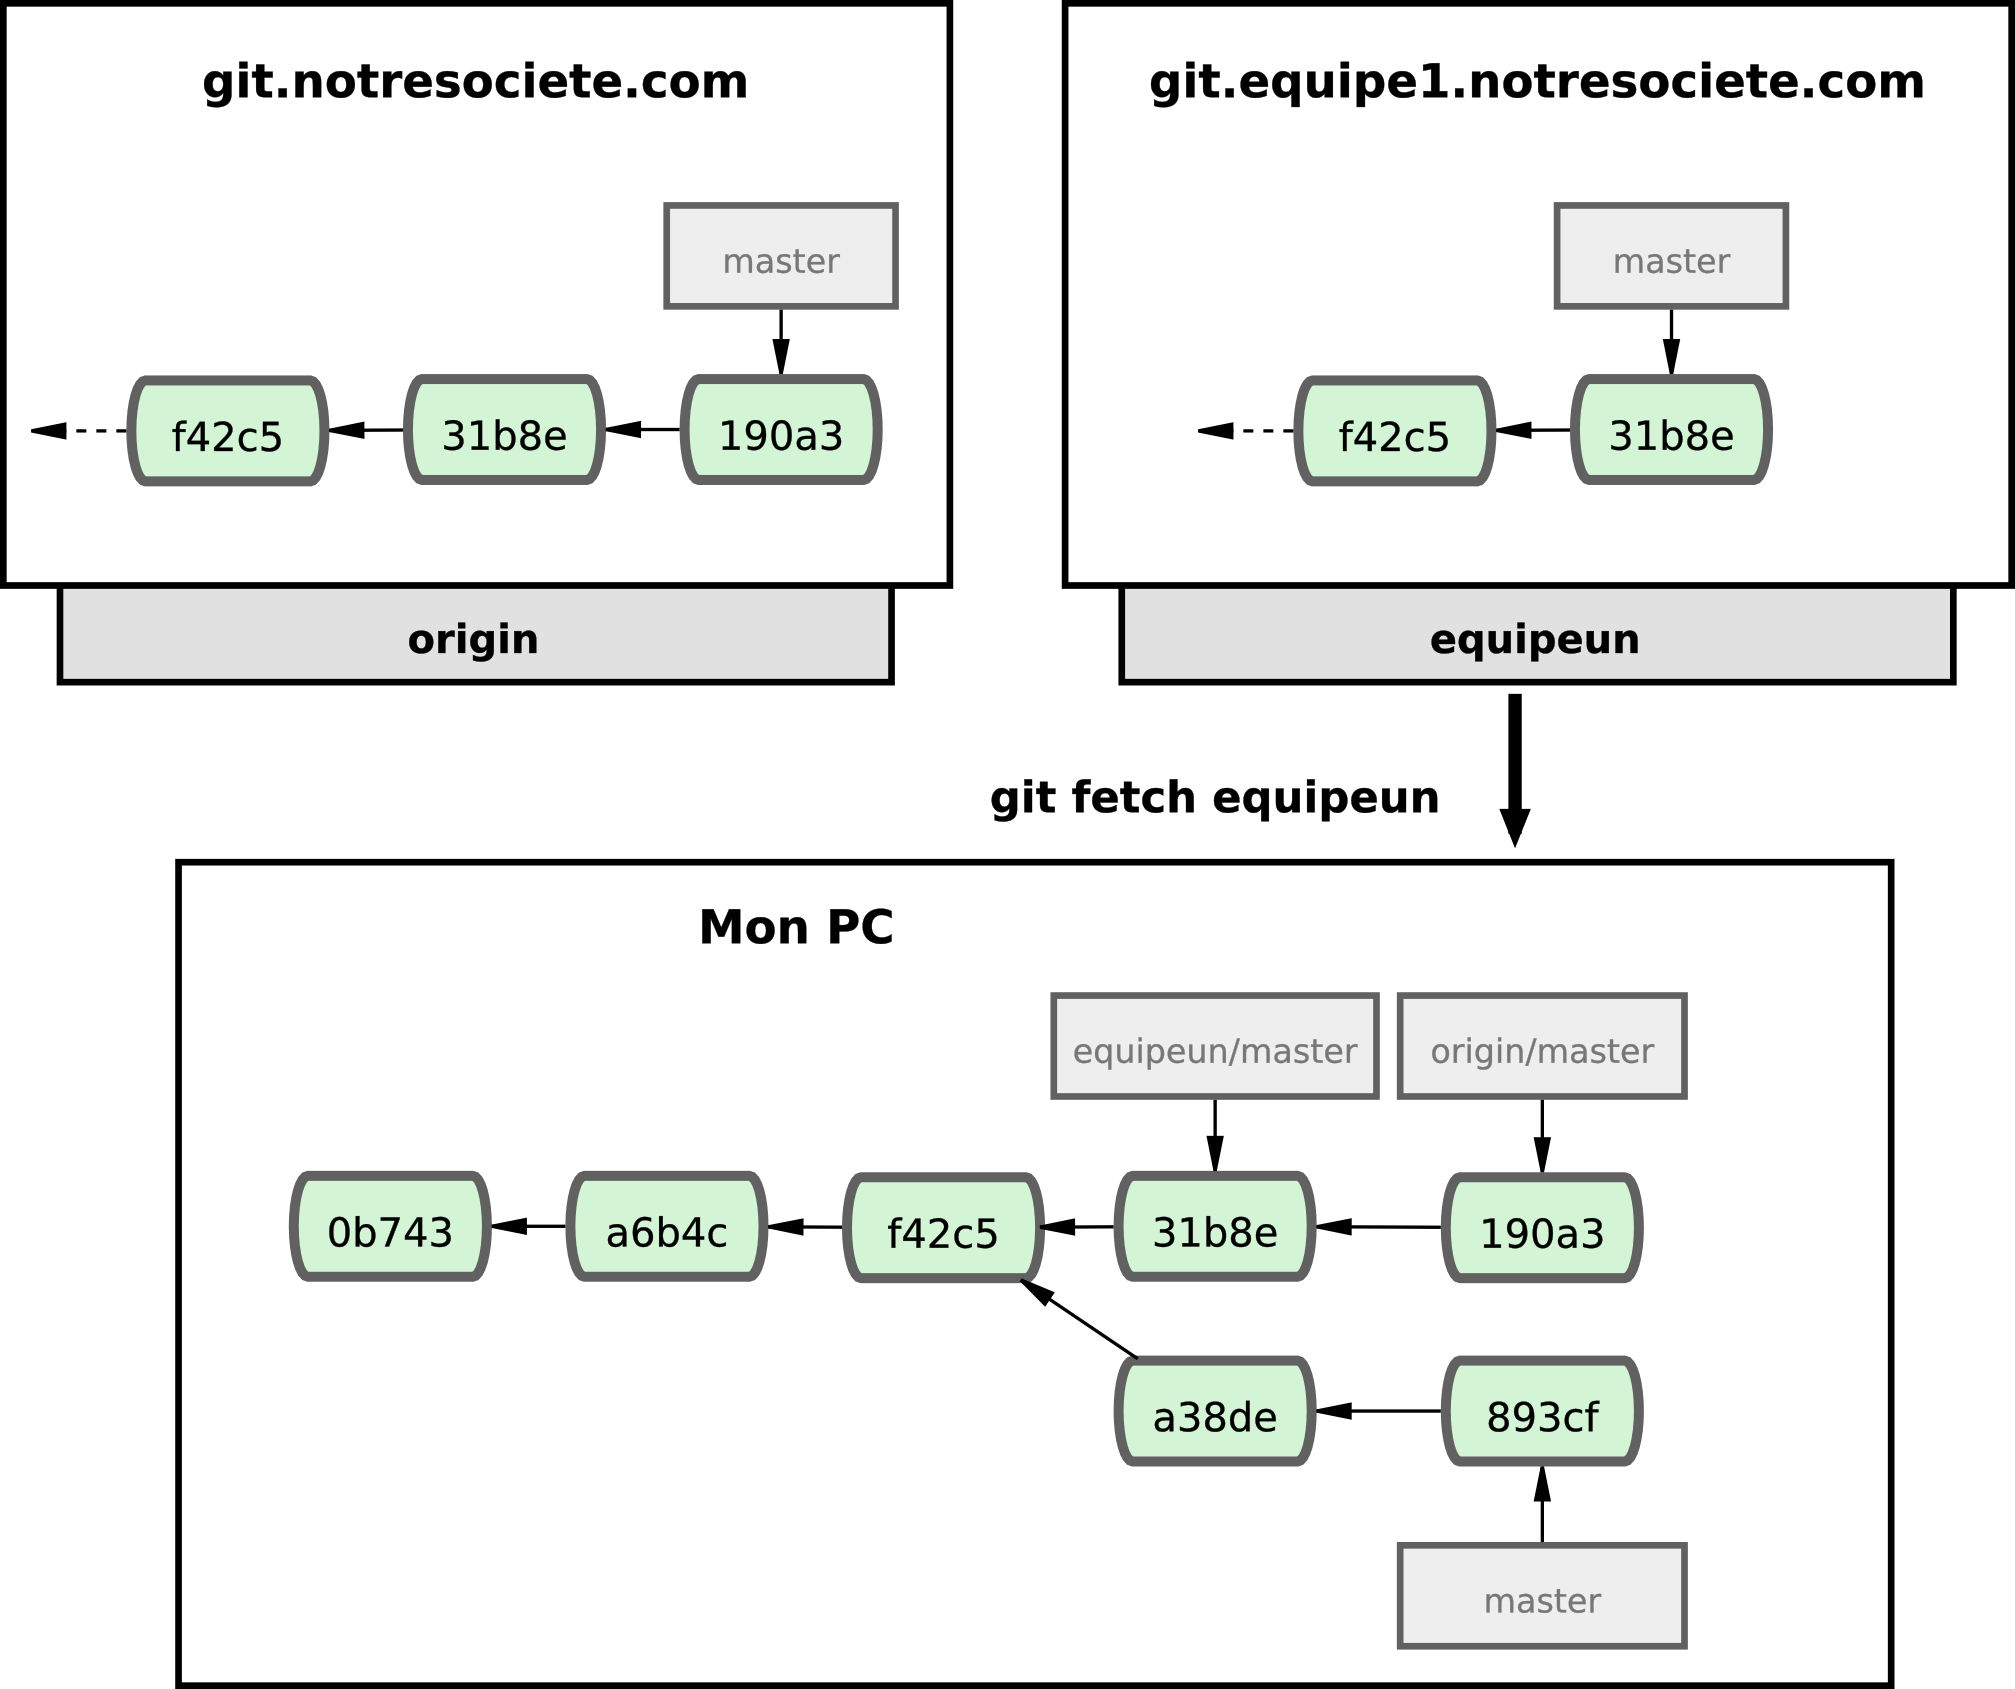 git.notresociete.com
master
f42c5
31b8e
190a3
origin
git.equipe1.notresociete.com
master
f42c5
31b8e
equipeun
git fetch equipeun
Mon PC
equipeun/master
origin/master
0b743
a6b4c
f42c5
31b8e
190a3
a38de
893cf
master